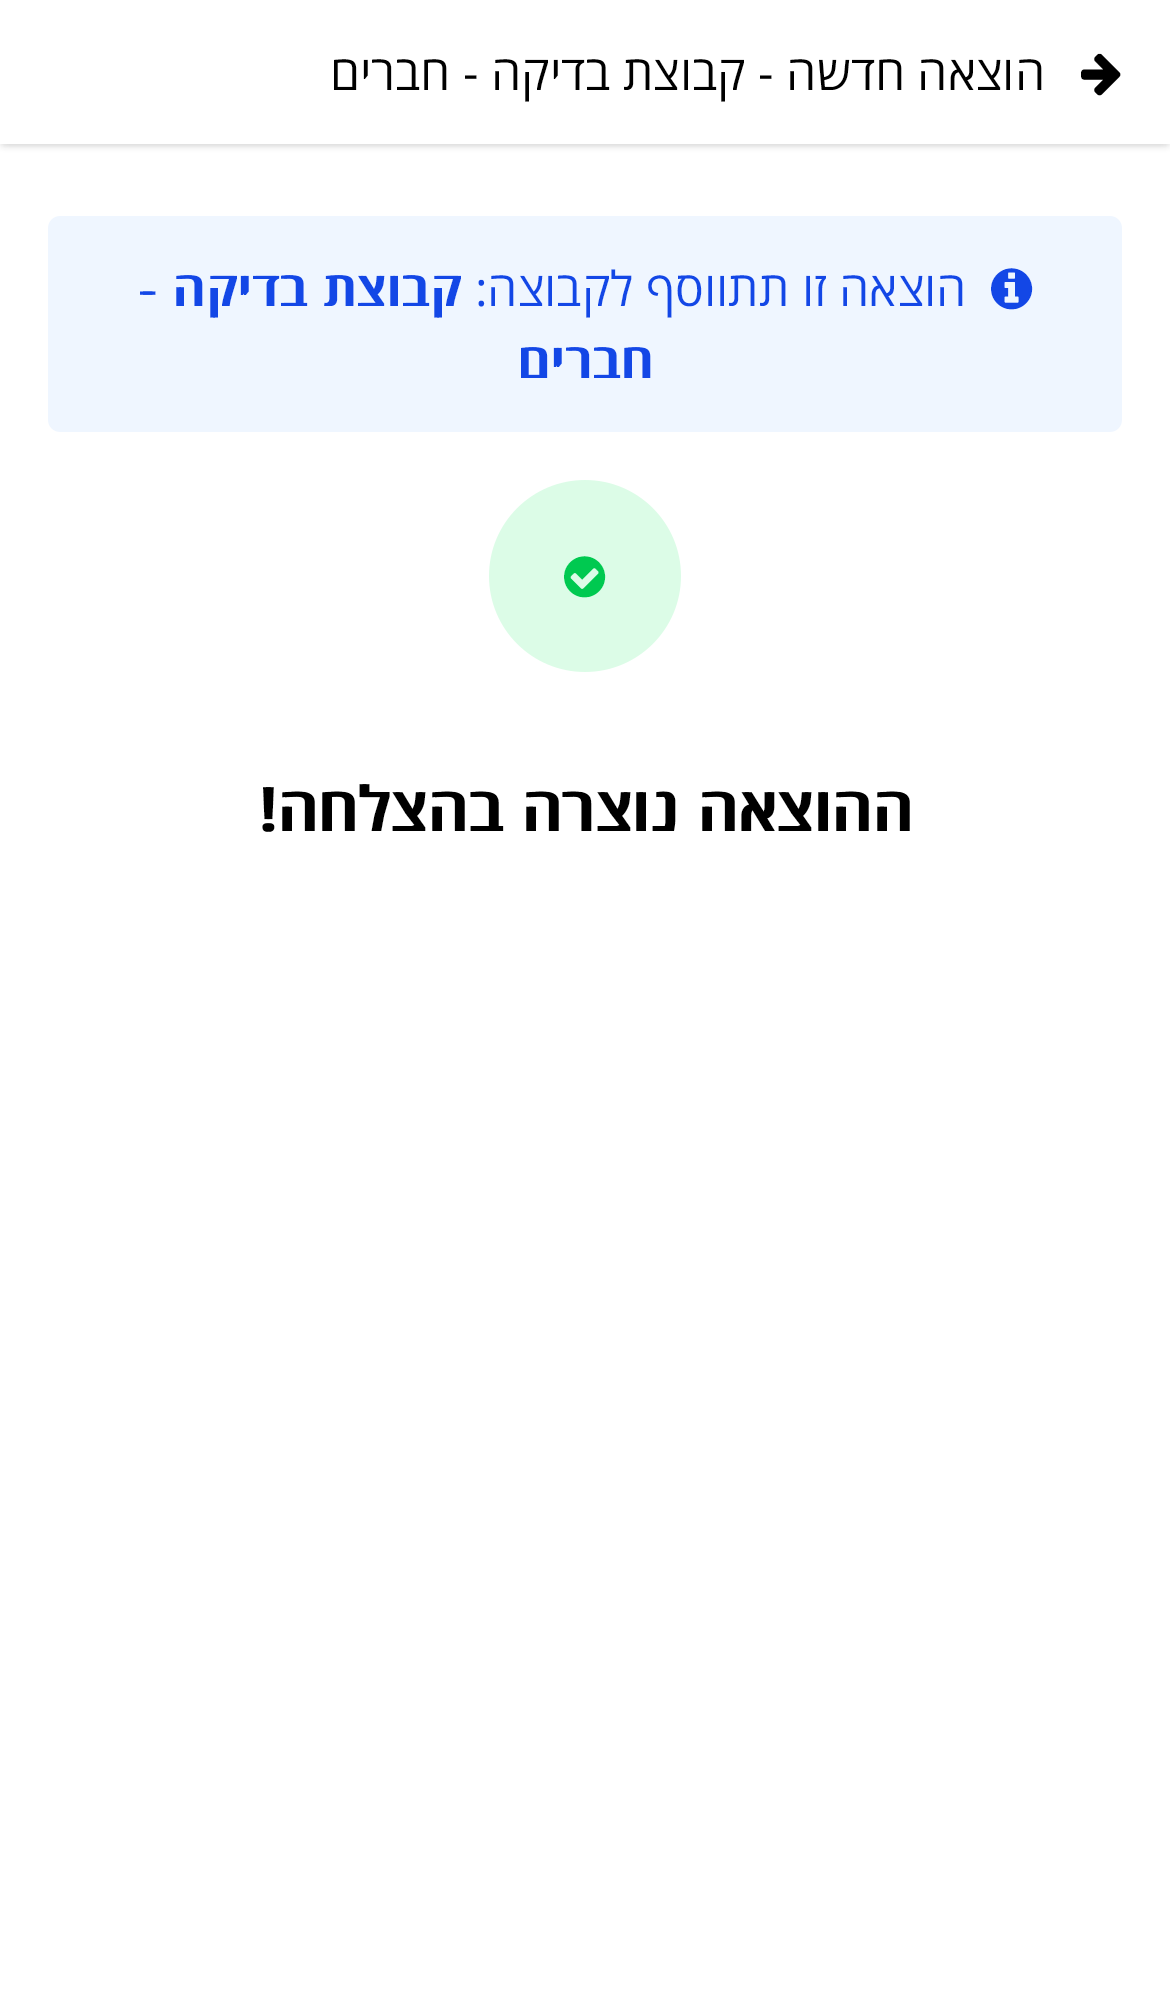 הוצאה חדשה - קבוצת בדיקה - חברים
הוצאה זו תתווסף לקבוצה: קבוצת בדיקה -
חברים
ההוצאה נוצרה בהצלחה!